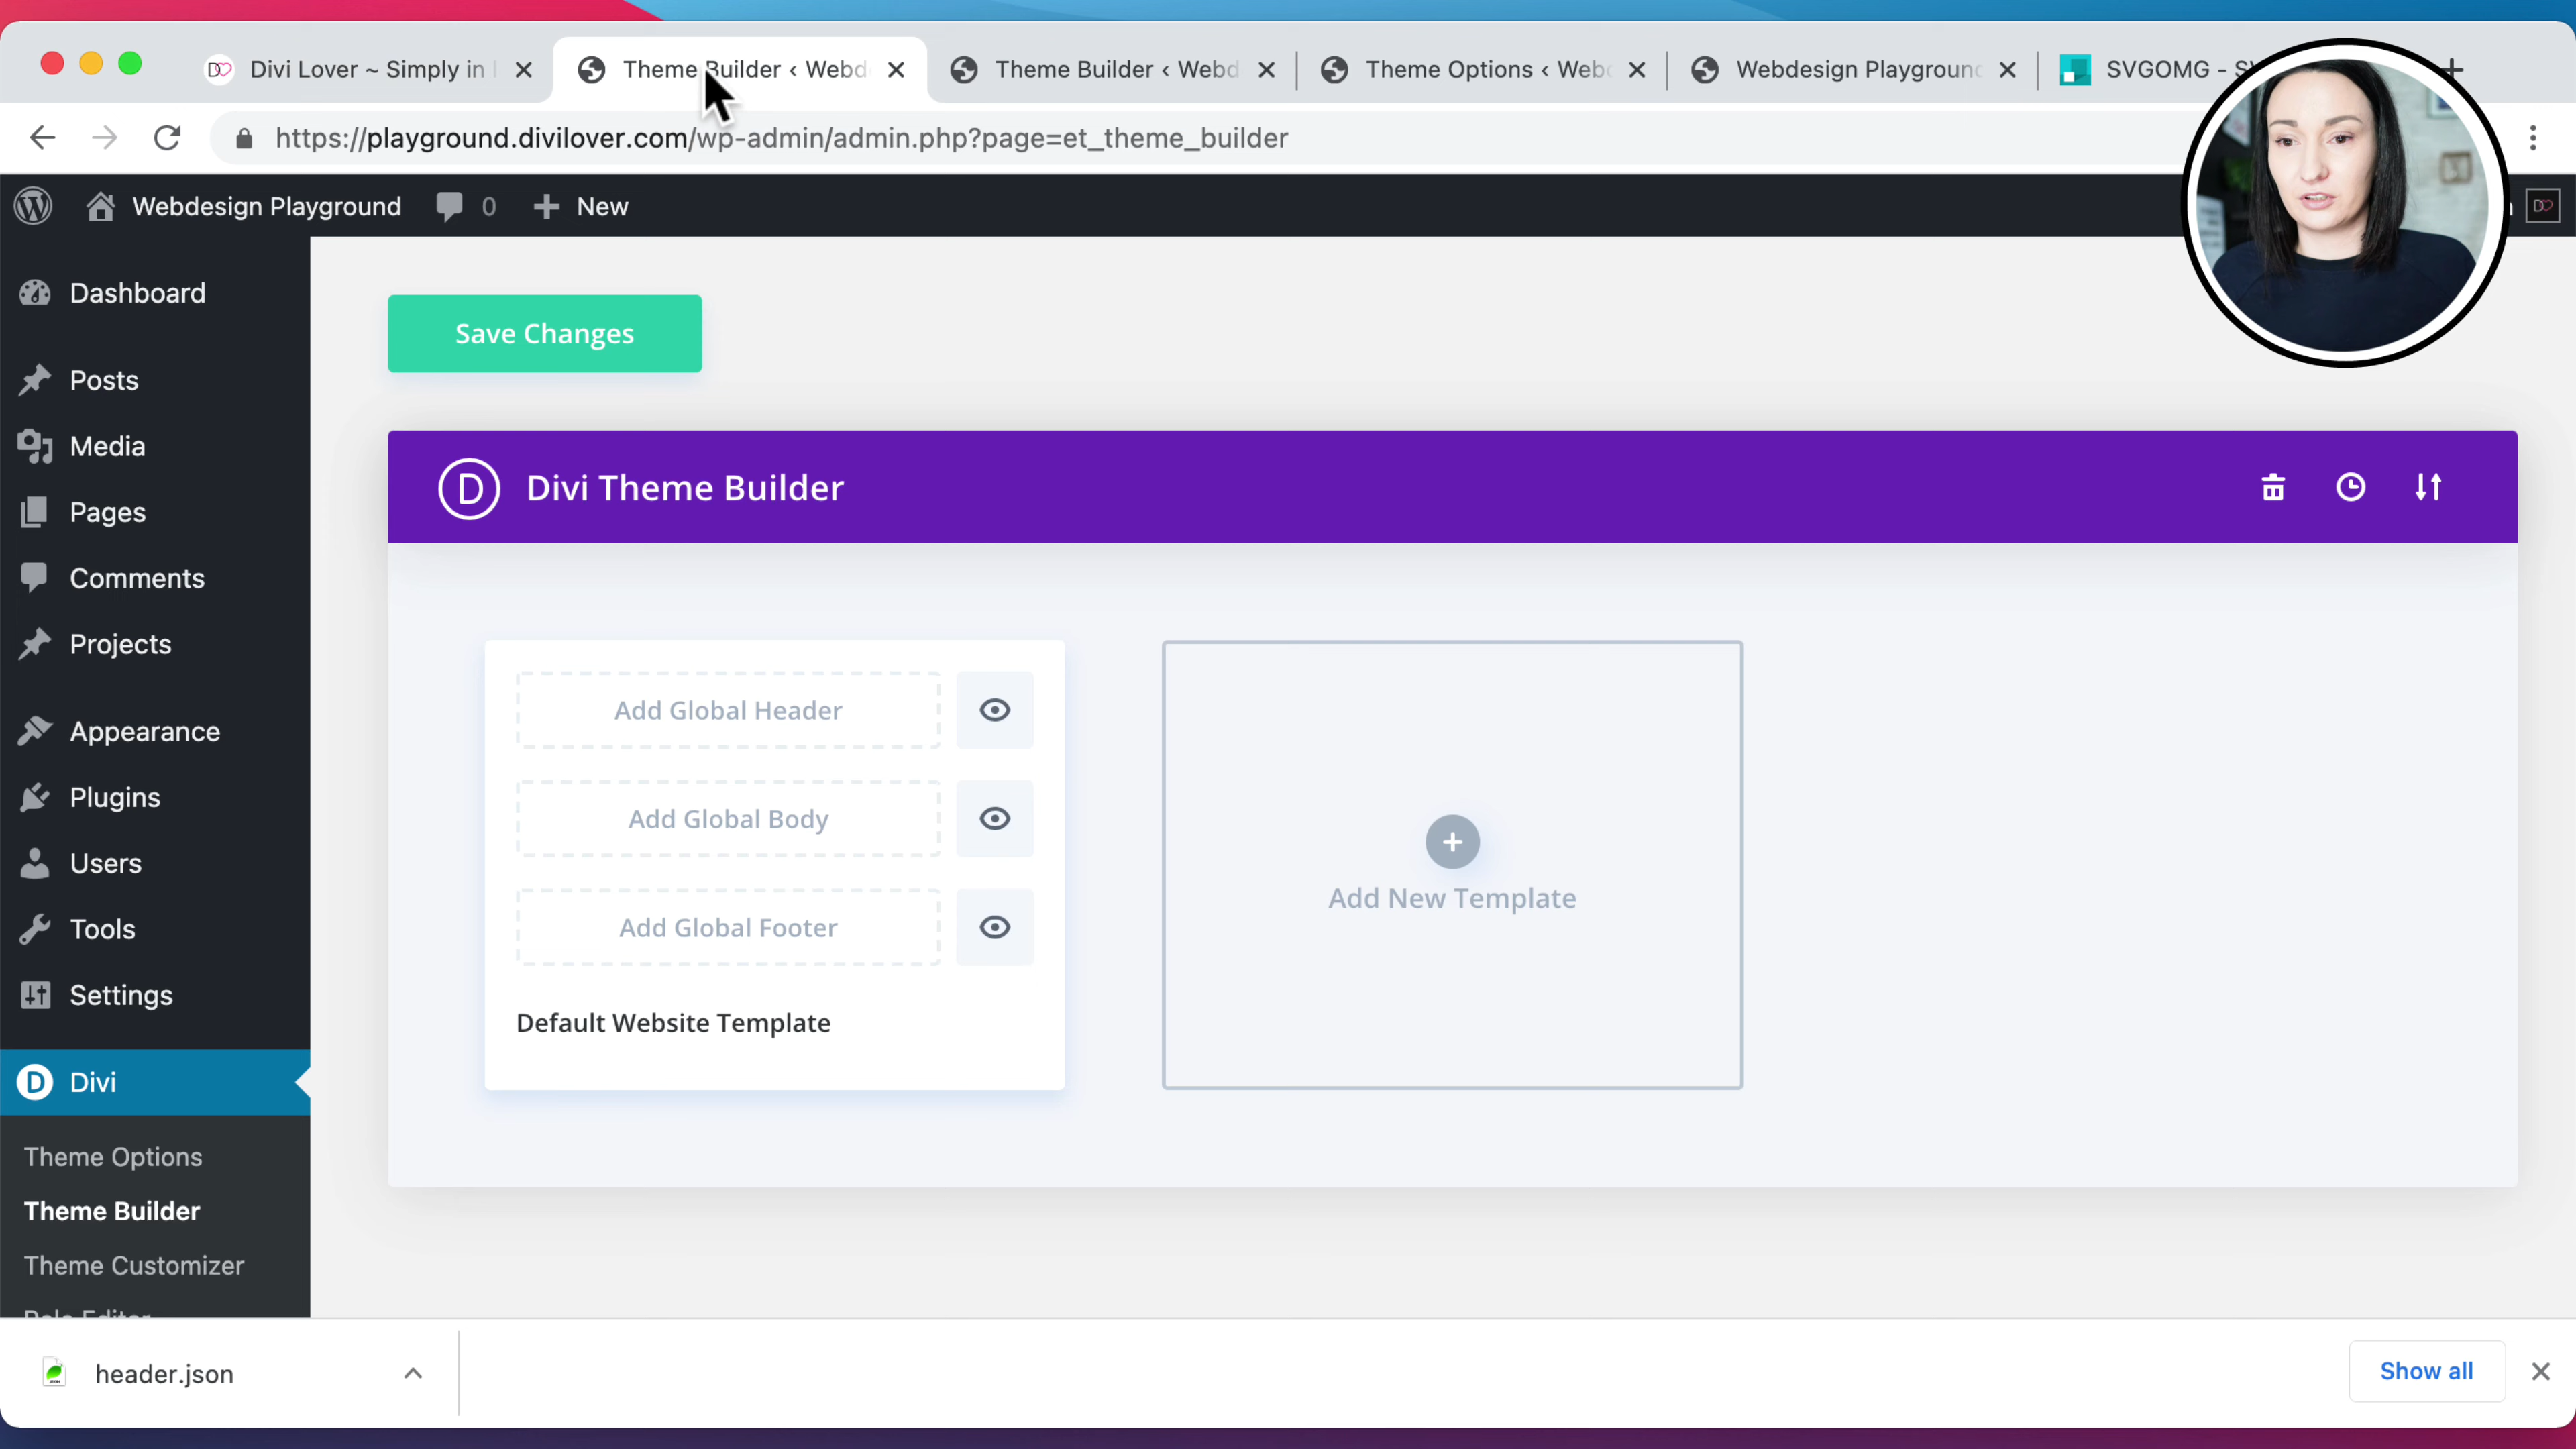 Divi Lover ~ Simply in
Theme Builder ‹ Webd
Theme Builder ‹ Webd
Theme Options ‹ Web
Webdesign Playground
SVGOMG - S
https://playground.divilover.com/wp-admin/admin.php?page=et_theme_builder
Webdesign Playground
0
New
Dashboard
Posts
Media
Pages
Comments
Projects
Appearance
Plugins
Users
Tools
Settings
Divi
Theme Options
Theme Builder
Theme Customizer
Role Editor
Save Changes
D
Divi Theme Builder
Add Global Header
Add Global Body
Add Global Footer
Default Website Template
Add New Template
header.json
Show all